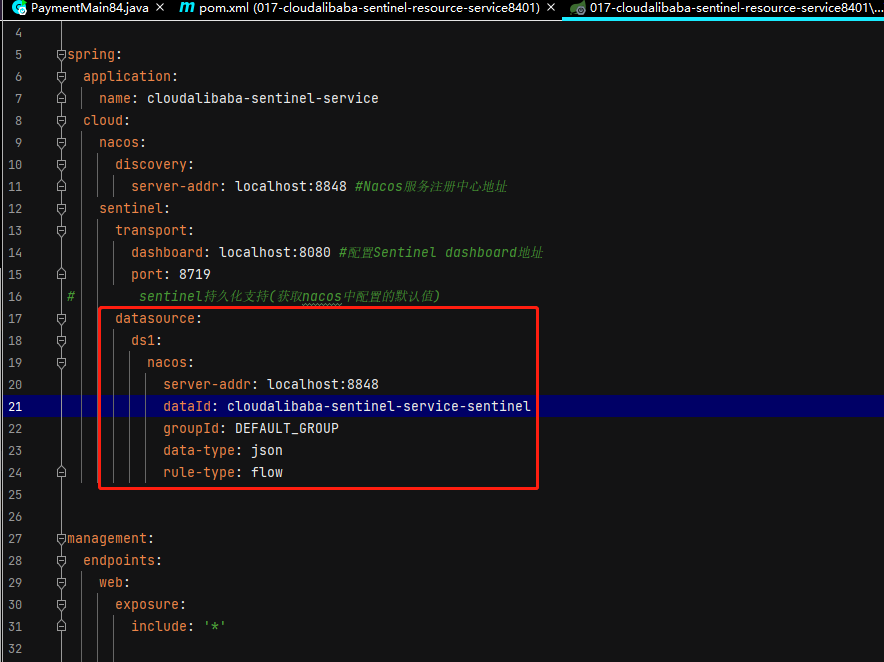 PaymentMain84.java × pom.xml (017-cloudalibaba-sentinel-resource-service8401) × 017-cloudalibaba-sentinel-resource-service8401\...
4
5 spring:
6 application:
7 name: cloudalibaba-sentinel-service
8 cloud:
9 nacos:
10 discovery:
11 server-addr: localhost:8848 #Nacos服务注册中心地址
12 sentinel:
13 transport:
14 dashboard: localhost:8080 #配置Sentinel dashboard地址
15 port: 8719
16 # sentinel持久化支持(获取nacos中配置的默认值)
17 datasource:
18 ds1:
19 nacos:
20 server-addr: localhost:8848
21 dataId: cloudalibaba-sentinel-service-sentinel
22 groupId: DEFAULT_GROUP
23 data-type: json
24 rule-type: flow
25
26
27 management:
28 endpoints:
29 web:
30 exposure:
31 include: '*'
32